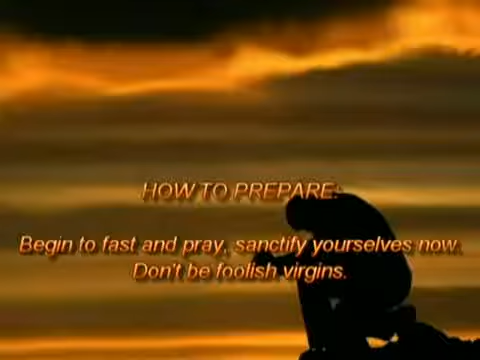 HOW TO PREPARE:
Begin to fast and pray, sanctify yourselves now.
Don't be foolish virgins.